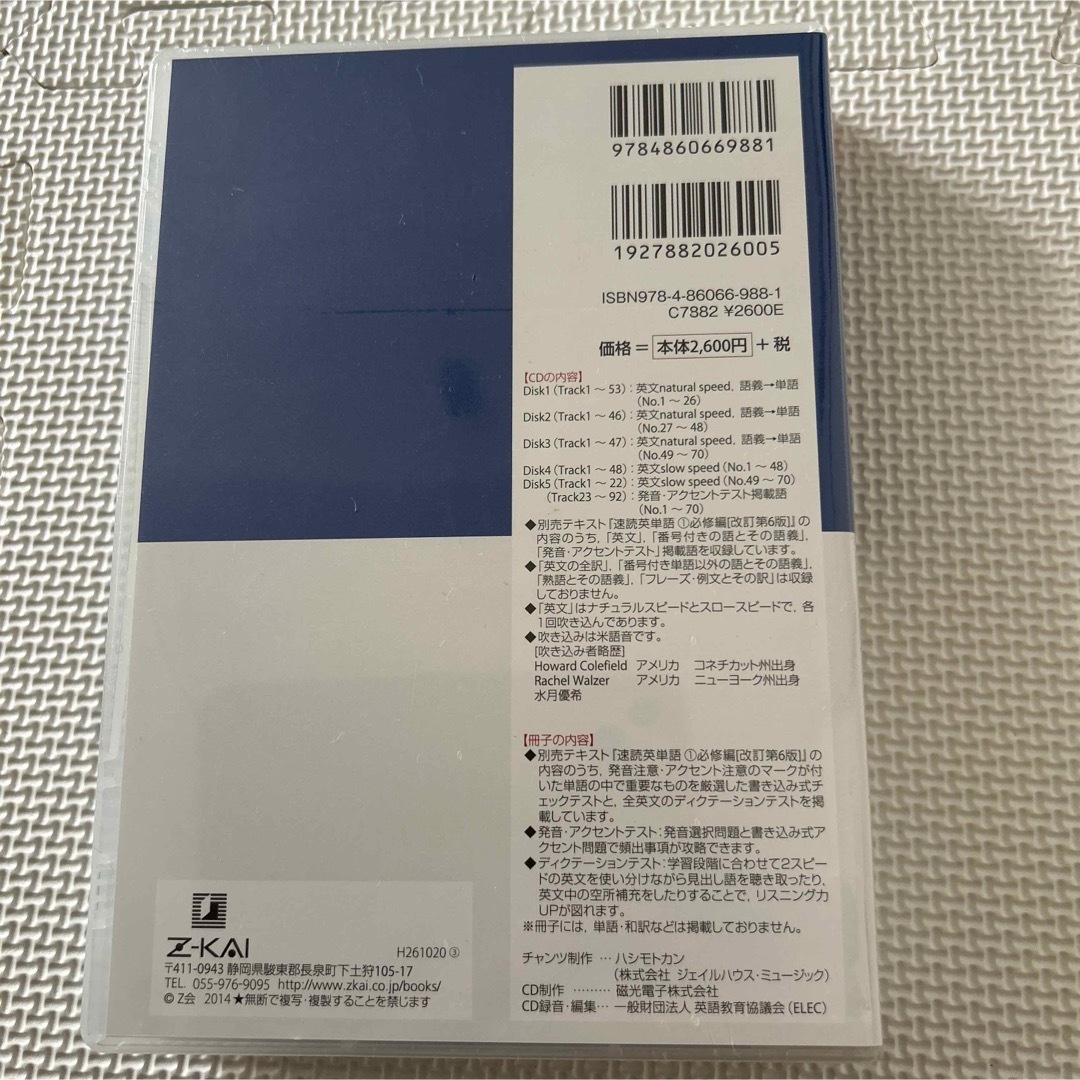 9784860669881
1927882026005
ISBN978-4-86066-988-1
C7882 ¥2600E
価格＝本体2,600円＋税
【CDの内容】
Disk1（Track1～53）：英文natural speed，語義→単語
（No.1～26）
Disk2（Track1～46）：英文natural speed，語義→単語
（No.27～48）
Disk3（Track1～47）：英文natural speed，語義→単語
（No.49～70）
Disk4（Track1～48）：英文slow speed（No.1～48）
Disk5（Track1～22）：英文slow speed（No.49～70）
（Track23～92）：発音・アクセントテスト掲載語
（No.1～70）
◆別売テキスト『速読英単語 ①必修編[改訂第6版]』の
内容のうち，「英文」，「番号付きの語とその語義」，
「発音・アクセントテスト」掲載語を収録しています。
◆「英文の全訳」，「番号付き単語以外の語とその語義」，
「熟語とその語義」，「フレーズ・例文とその訳」は収録
しておりません。
◆「英文」はナチュラルスピードとスロースピードで，各
1回吹き込んであります。
◆吹き込みは米語音です。
[吹き込み者略歴]
Howard Colefield アメリカ コネチカット州出身
Rachel Walzer アメリカ ニューヨーク州出身
水月優希
【冊子の内容】
◆別売テキスト『速読英単語 ①必修編[改訂第6版]』の
内容のうち，発音注意・アクセント注意のマークが付
いた単語の中で重要なものを厳選した書き込み式チ
ェックテストと，全英文のディクテーションテストを掲
載しています。
◆発音・アクセントテスト：発音選択問題と書き込み式ア
クセント問題で頻出事項が攻略できます。
◆ディクテーションテスト：学習段階に合わせて2スピー
ドの英文を使い分けながら見出し語を聴き取ったり，
英文中の空所補充をしたりすることで，リスニング力
UPが図れます。
※冊子には，単語・和訳などは掲載しておりません。
チャンツ制作 …ハシモトカン
（株式会社 ジェイルハウス・ミュージック）
CD制作 ………磁光電子株式会社
CD録音・編集…一般財団法人 英語教育協議会（ELEC）
Z-KAI
H261020③
〒411-0943 静岡県駿東郡長泉町下土狩105-17
TEL. 055-976-9095 http://www.zkai.co.jp/books/
© Z会 2014★無断で複写・複製することを禁じます